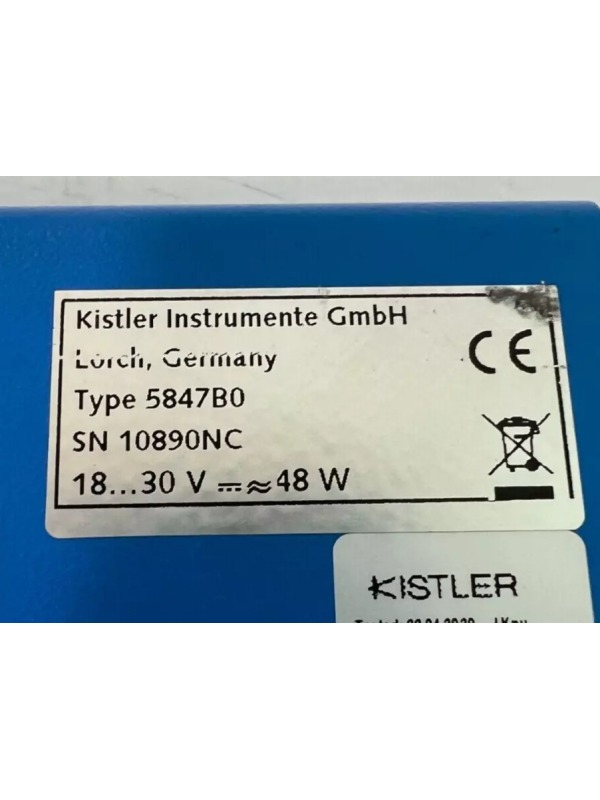 Kistler Instrumente GmbH
Lorch, Germany
Type 5847B0
SN 10890NC
18...30 V ⎓≈48 W
CE
KISTLER